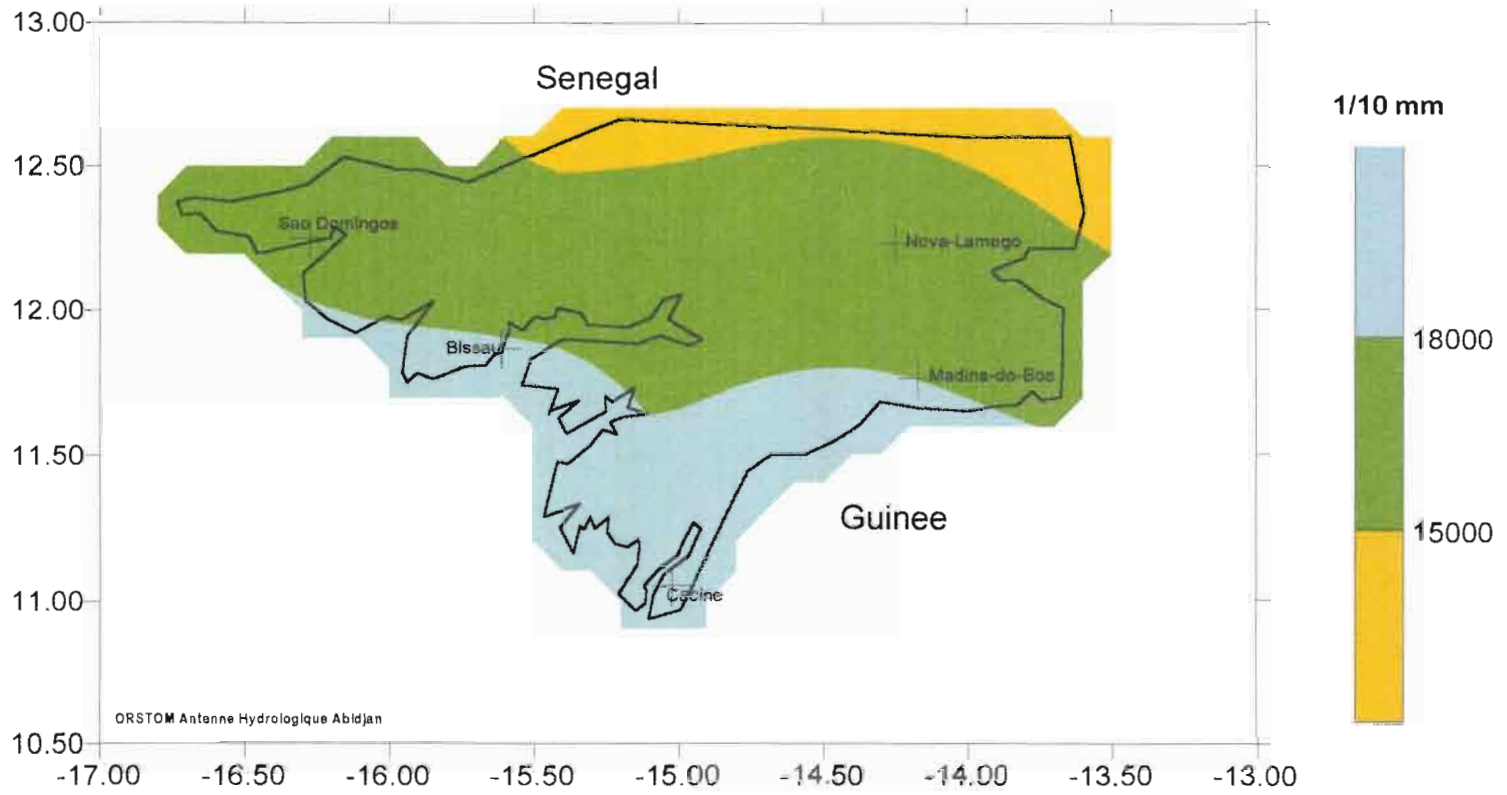 13.00
Senegal
1/10 mm
12.50
Sao Domingos
Nova-Lamego
12.00
18000
Bissau
Madina-do-Boe
11.50
Guinee
15000
11.00
Cacine
ORSTOM Antenne Hydrologique Abidjan
10.50
-17.00 -16.50 -16.00 -15.50 -15.00 -14.50 -14.00 -13.50 -13.00